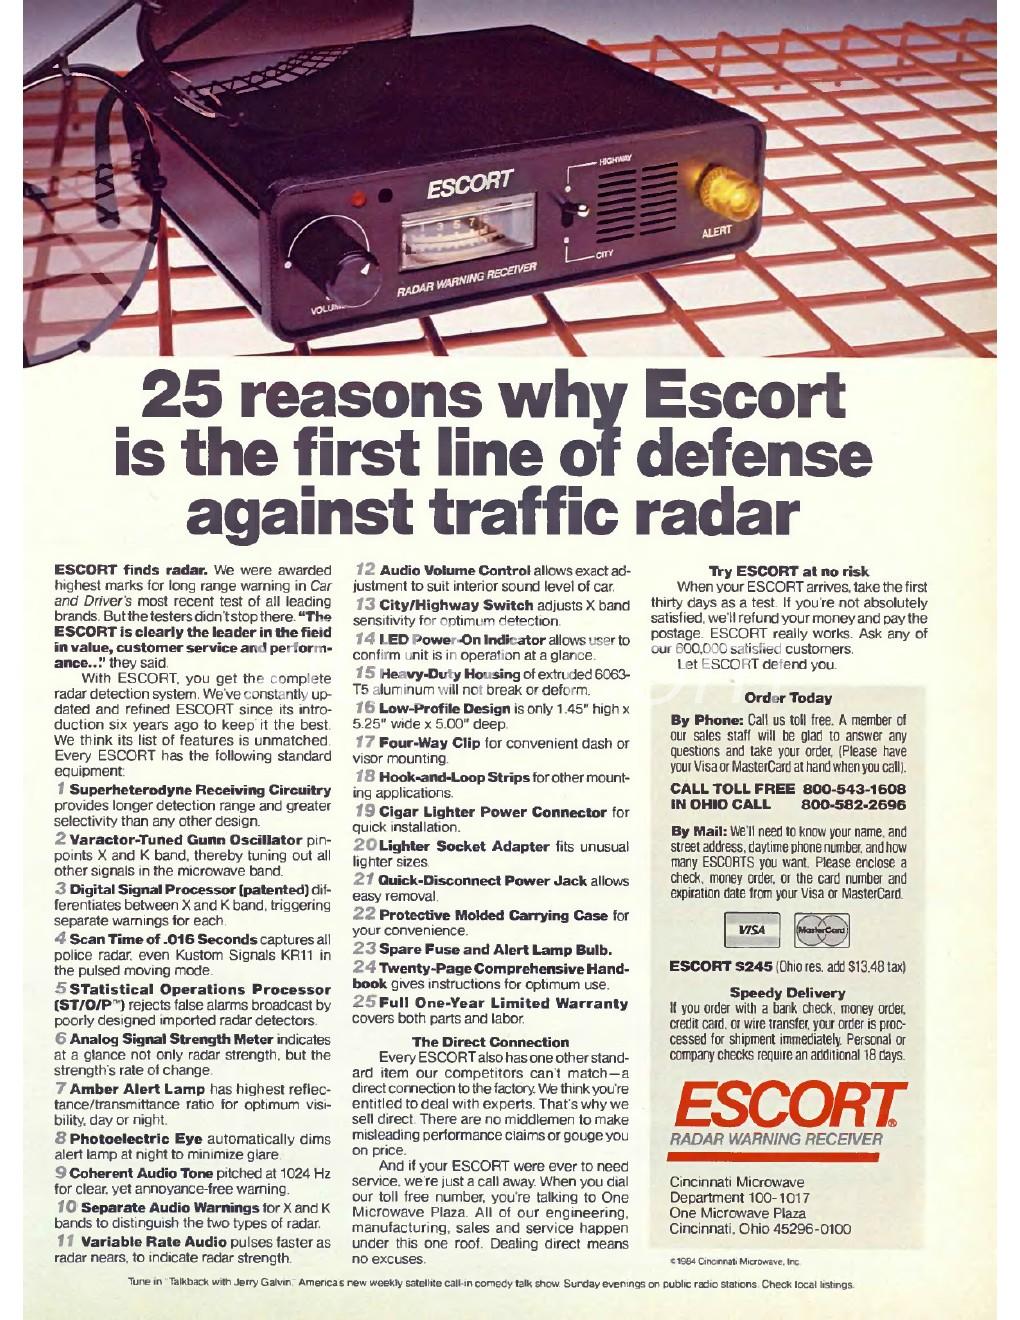 ESCORT
HIGHWAY
1 3 5 7
CITY
ALERT
RADAR WARNING RECEIVER
25 reasons why Escort
is the first line of defense
against traffic radar
ESCORT finds radar. We were awarded
highest marks for long range warning in Car
and Driver's most recent test of all leading
brands. But the testers didn't stop there. "The
ESCORT is clearly the leader in the field
in value, customer service and perform-
ance..." they said.
With ESCORT, you get the complete
radar detection system. We've constantly up-
dated and refined ESCORT since its intro-
duction six years ago to keep it the best.
We think its list of features is unmatched.
Every ESCORT has the following standard
equipment:
1 Superheterodyne Receiving Circuitry
provides longer detection range and greater
selectivity than any other design.
2 Varactor-Tuned Gunn Oscillator pin-
points X and K band, thereby tuning out all
other signals in the microwave band.
3 Digital Signal Processor (patented) dif-
ferentiates between X and K band, triggering
separate warnings for each.
4 Scan Time of .016 Seconds captures all
police radar, even Kustom Signals KR11 in
the pulsed moving mode.
5 STatistical Operations Processor
(ST/O/P™) rejects false alarms broadcast by
poorly designed imported radar detectors.
6 Analog Signal Strength Meter indicates
at a glance not only radar strength, but the
strength's rate of change.
7 Amber Alert Lamp has highest reflec-
tance/transmittance ratio for optimum visi-
bility, day or night.
8 Photoelectric Eye automatically dims
alert lamp at night to minimize glare.
9 Coherent Audio Tone pitched at 1024 Hz
for clear, yet annoyance-free warning.
10 Separate Audio Warnings for X and K
bands to distinguish the two types of radar.
11 Variable Rate Audio pulses faster as
radar nears, to indicate radar strength.
12 Audio Volume Control allows exact ad-
justment to suit interior sound level of car.
13 City/Highway Switch adjusts X band
sensitivity for optimum detection.
14 LED Power-On Indicator allows user to
confirm unit is in operation at a glance.
15 Heavy-Duty Housing of extruded 6063-
T5 aluminum will not break or deform.
16 Low-Profile Design is only 1.45" high x
5.25" wide x 5.00" deep.
17 Four-Way Clip for convenient dash or
visor mounting.
18 Hook-and-Loop Strips for other mount-
ing applications.
19 Cigar Lighter Power Connector for
quick installation.
20 Lighter Socket Adapter fits unusual
lighter sizes.
21 Quick-Disconnect Power Jack allows
easy removal.
22 Protective Molded Carrying Case for
your convenience.
23 Spare Fuse and Alert Lamp Bulb.
24 Twenty-Page Comprehensive Hand-
book gives instructions for optimum use.
25 Full One-Year Limited Warranty
covers both parts and labor.
The Direct Connection
Every ESCORT also has one other stand-
ard item our competitors can't match—a
direct connection to the factory. We think you're
entitled to deal with experts. That's why we
sell direct. There are no middlemen to make
misleading performance claims or gouge you
on price.
And if your ESCORT were ever to need
service, we're just a call away. When you dial
our toll free number, you're talking to One
Microwave Plaza. All of our engineering,
manufacturing, sales and service happen
under this one roof. Dealing direct means
no excuses.
Try ESCORT at no risk
When your ESCORT arrives, take the first
thirty days as a test. If you're not absolutely
satisfied, we'll refund your money and pay the
postage. ESCORT really works. Ask any of
our 600,000 satisfied customers.
Let ESCORT defend you.
Order Today
By Phone: Call us toll free. A member of
our sales staff will be glad to answer any
questions and take your order, (Please have
your Visa or MasterCard at hand when you call).
CALL TOLL FREE 800-543-1608
IN OHIO CALL 800-582-2696
By Mail: We'll need to know your name, and
street address, daytime phone number, and how
many ESCORTS you want. Please enclose a
check, money order, or the card number and
expiration date from your Visa or MasterCard.
VISA MasterCard
ESCORT $245 (Ohio res. add $13.48 tax)
Speedy Delivery
If you order with a bank check, money order,
credit card, or wire transfer, your order is proc-
essed for shipment immediately. Personal or
company checks require an additional 18 days.
ESCORT®
RADAR WARNING RECEIVER
Cincinnati Microwave
Department 100-1017
One Microwave Plaza
Cincinnati, Ohio 45296-0100
©1984 Cincinnati Microwave, Inc.
Tune in "Talkback with Jerry Galvin," America's new weekly satellite call-in comedy talk show. Sunday evenings on public radio stations. Check local listings.